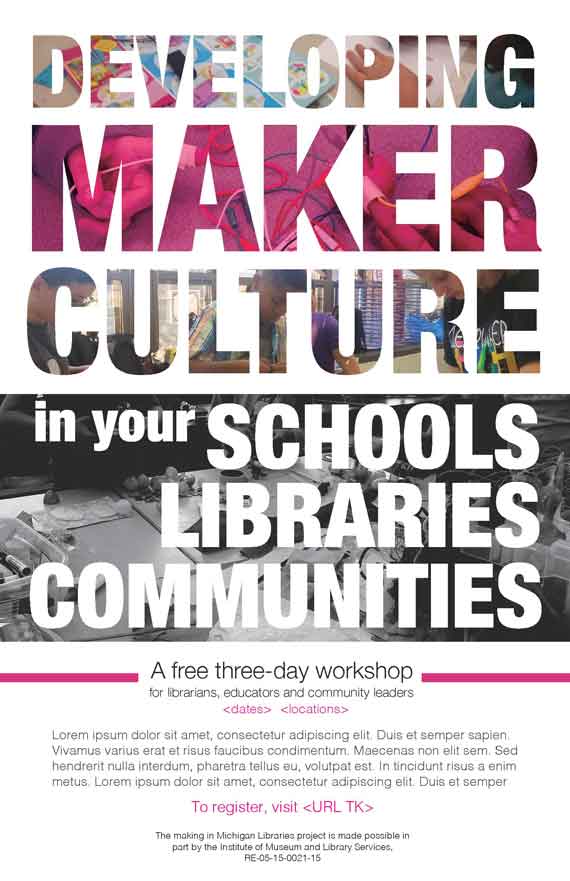 DEVELOPING
MAKER
CULTURE
in your SCHOOLS
LIBRARIES
COMMUNITIES
A free three-day workshop
for librarians, educators and community leaders
<dates> <locations>
Lorem ipsum dolor sit amet, consectetur adipiscing elit. Duis et semper sapien.
Vivamus varius erat et risus faucibus condimentum. Maecenas non elit sem. Sed
hendrerit nulla interdum, pharetra tellus eu, volutpat est. In tincidunt risus a enim
metus. Lorem ipsum dolor sit amet, consectetur adipiscing elit. Duis et semper
To register, visit <URL TK>
The making in Michigan Libraries project is made possible in
part by the Institute of Museum and Library Services,
RE-05-15-0021-15